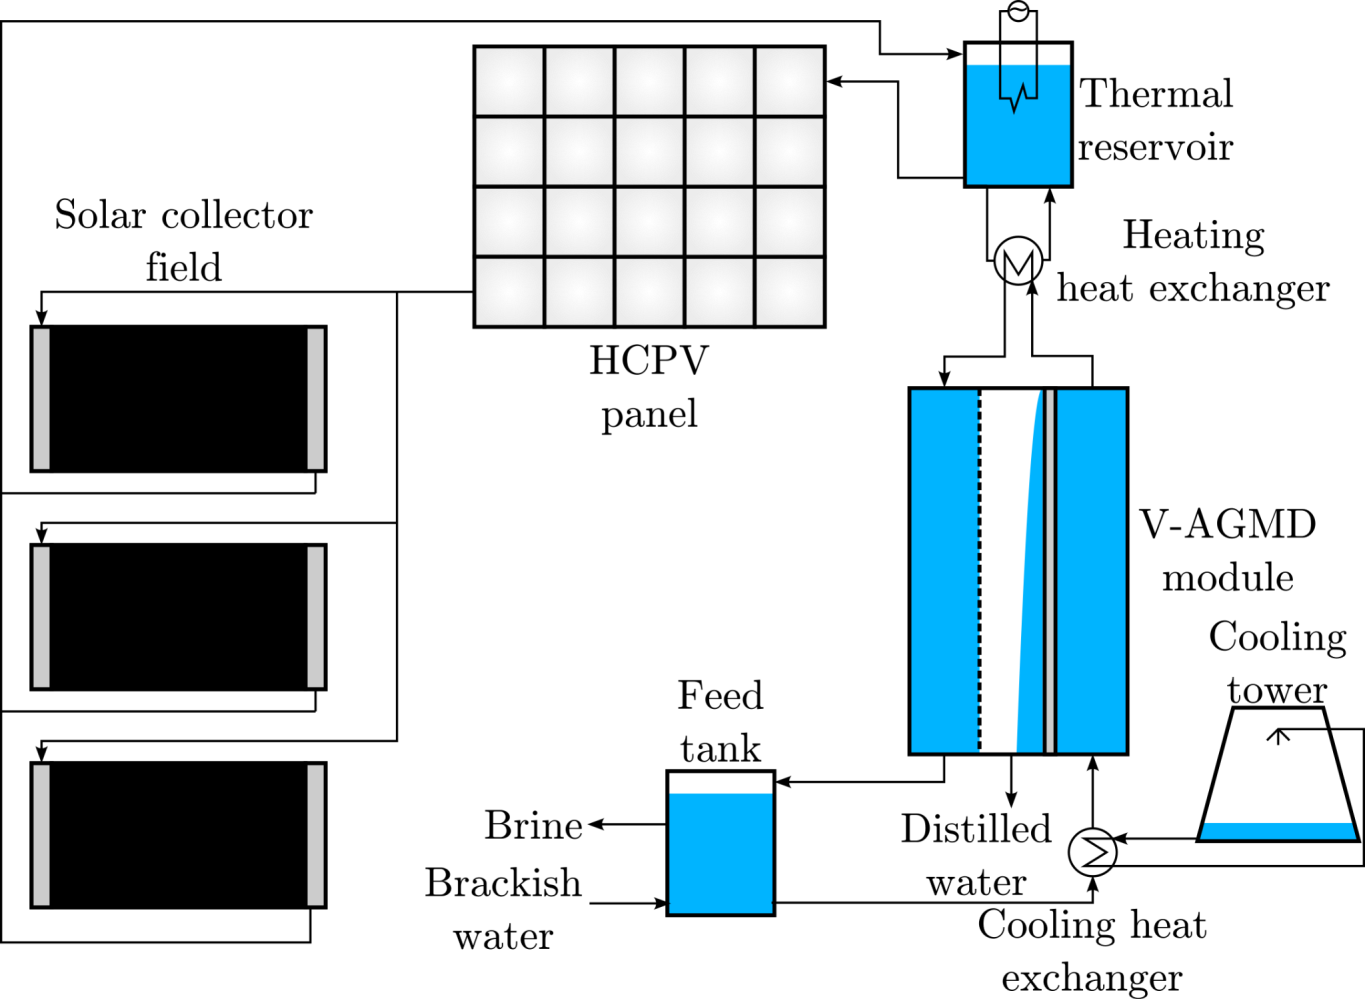 Thermal
reservoir
Solar collector
field
Heating
heat exchanger
HCPV
panel
V-AGMD
module
Cooling
tower
Feed
tank
Brine
Distilled
water
Brackish
water
Cooling heat
exchanger